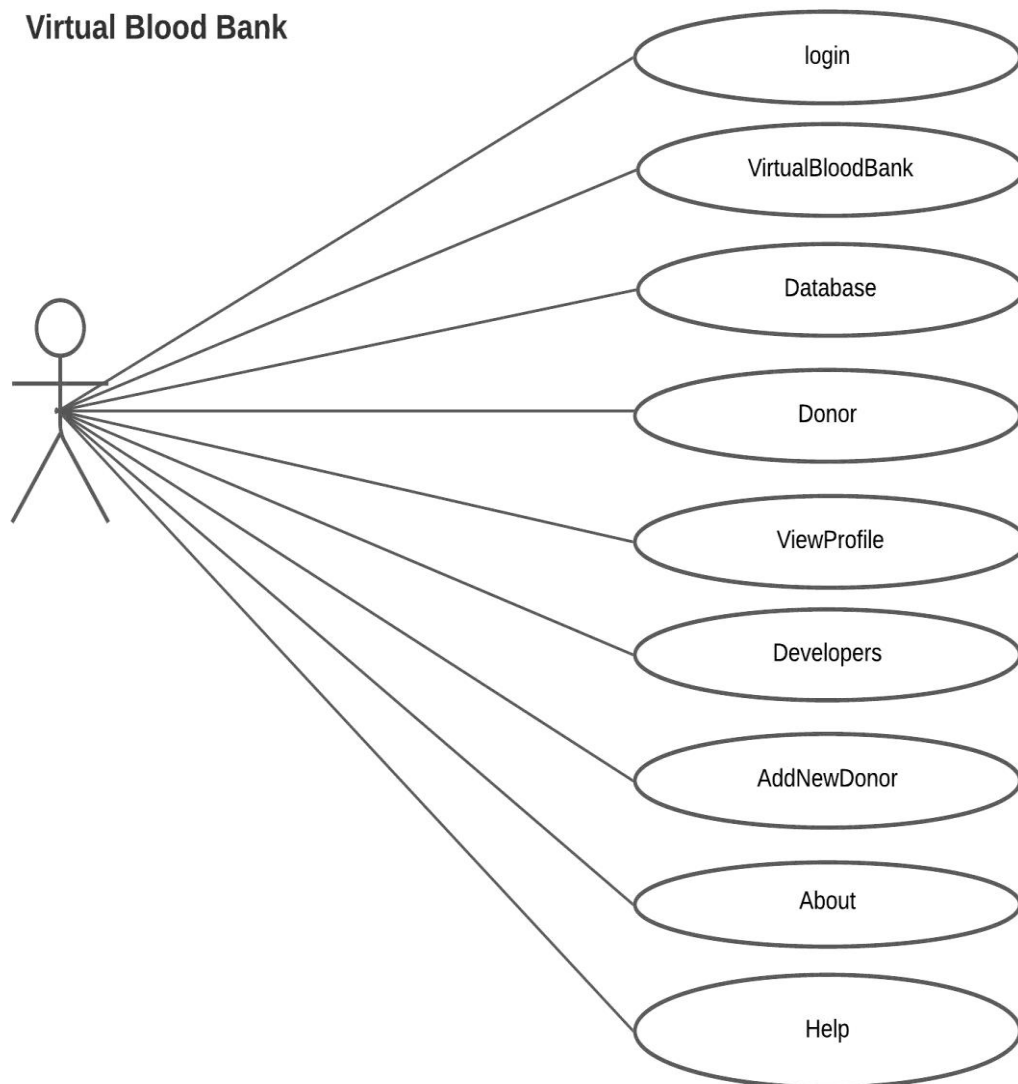 Virtual Blood Bank
login
VirtualBloodBank
Database
Donor
ViewProfile
Developers
AddNewDonor
About
Help